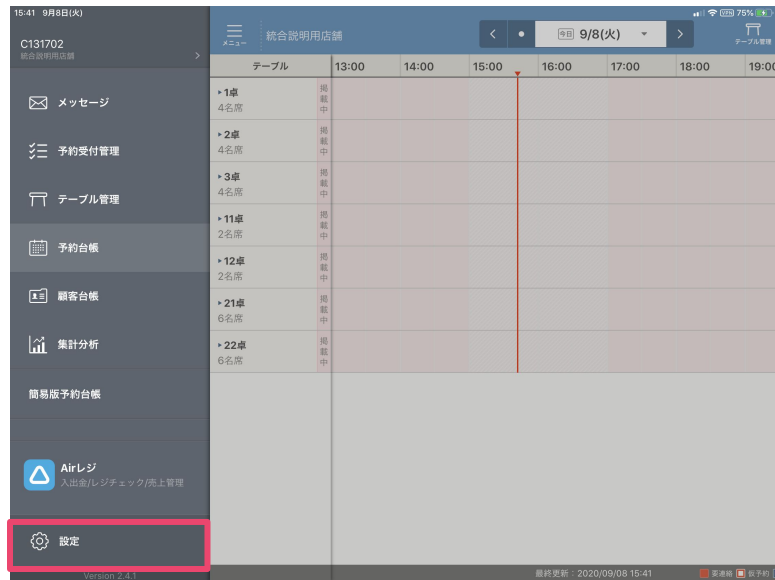 15:41 9月8日(火)
VPN 75%
C131702
統合説明用店舗
メッセージ
予約受付管理
テーブル管理
予約台帳
顧客台帳
集計分析
簡易版予約台帳
Airレジ
入出金/レジチェック/売上管理
設定
Version 2.4.1
メニュー
統合説明用店舗
今日 9/8(火)
テーブル管理
テーブル 13:00 14:00 15:00 16:00 17:00 18:00 19:00
1卓
4名席
掲載中
2卓
4名席
掲載中
3卓
4名席
掲載中
11卓
2名席
掲載中
12卓
2名席
掲載中
21卓
6名席
掲載中
22卓
6名席
掲載中
最終更新：2020/09/08 15:41
要連絡 仮予約